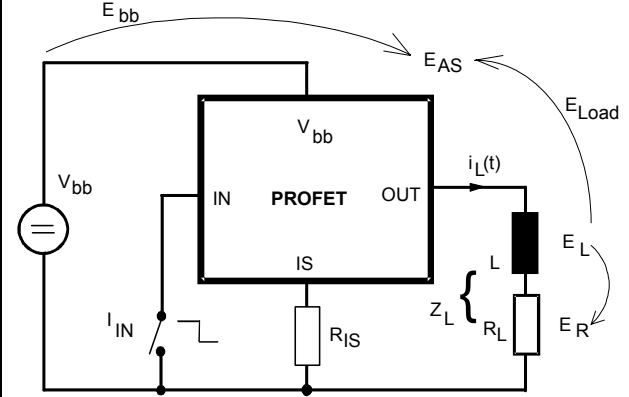 E bb
E AS
E Load
V bb
V bb
i L(t)
IN PROFET OUT
IS
L
E L
Z L {
I IN
R IS
R L
E R